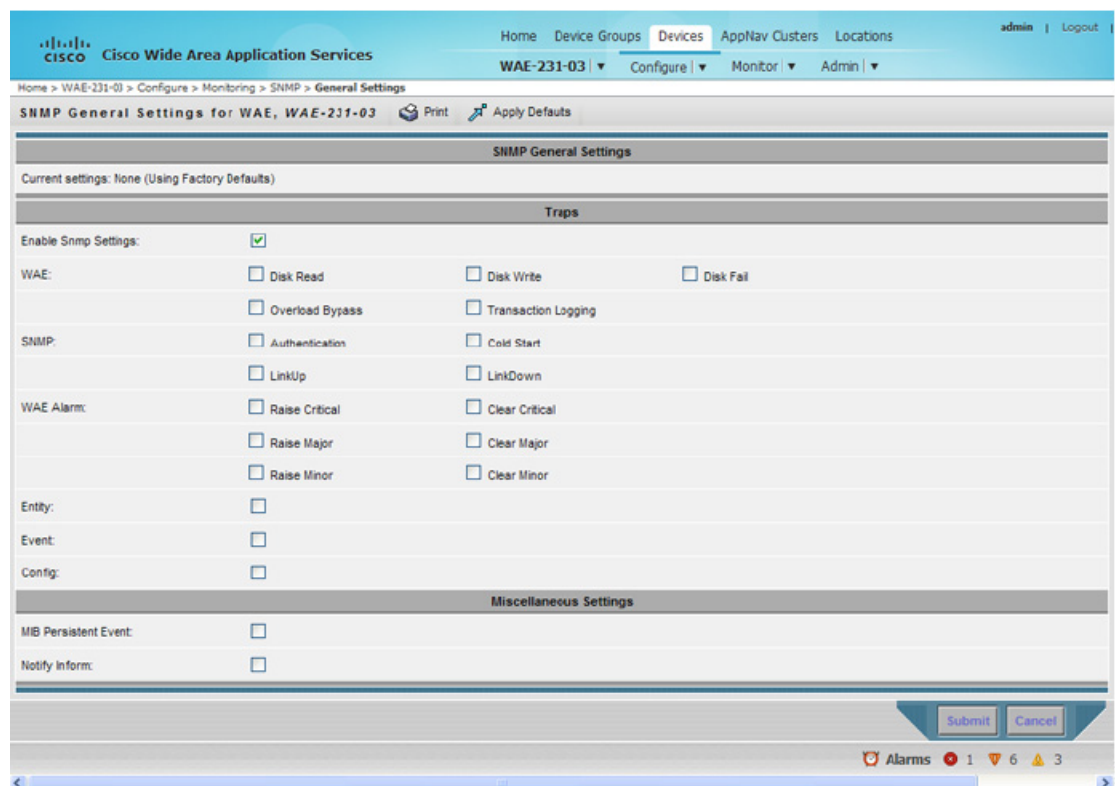 Home Device Groups Devices AppNav Custers Locations
admin | Logout |
CISCO Cisco Wide Area Application Services
WAE-231-03 | ▼ Configure | ▼ Monitor | ▼ Admin | ▼
Home > WAE-231-03 > Configure > Monitoring > SNMP > General Settings
SNMP General Settings for WAE, WAE-231-03 Print Apply Defaults
SNMP General Settings
Current settings: None (Using Factory Defaults)
Traps
Enable Snmp Settings:
WAE: Disk Read Disk Write Disk Fail
Overload Bypass Transaction Logging
SNMP: Authentication Cold Start
LinkUp LinkDown
WAE Alarm: Raise Critical Clear Critical
Raise Major Clear Major
Raise Minor Clear Minor
Entity:
Event:
Config:
Miscellaneous Settings
MIB Persistent Event:
Notify Inform:
Submit Cancel
Alarms 1 6 3